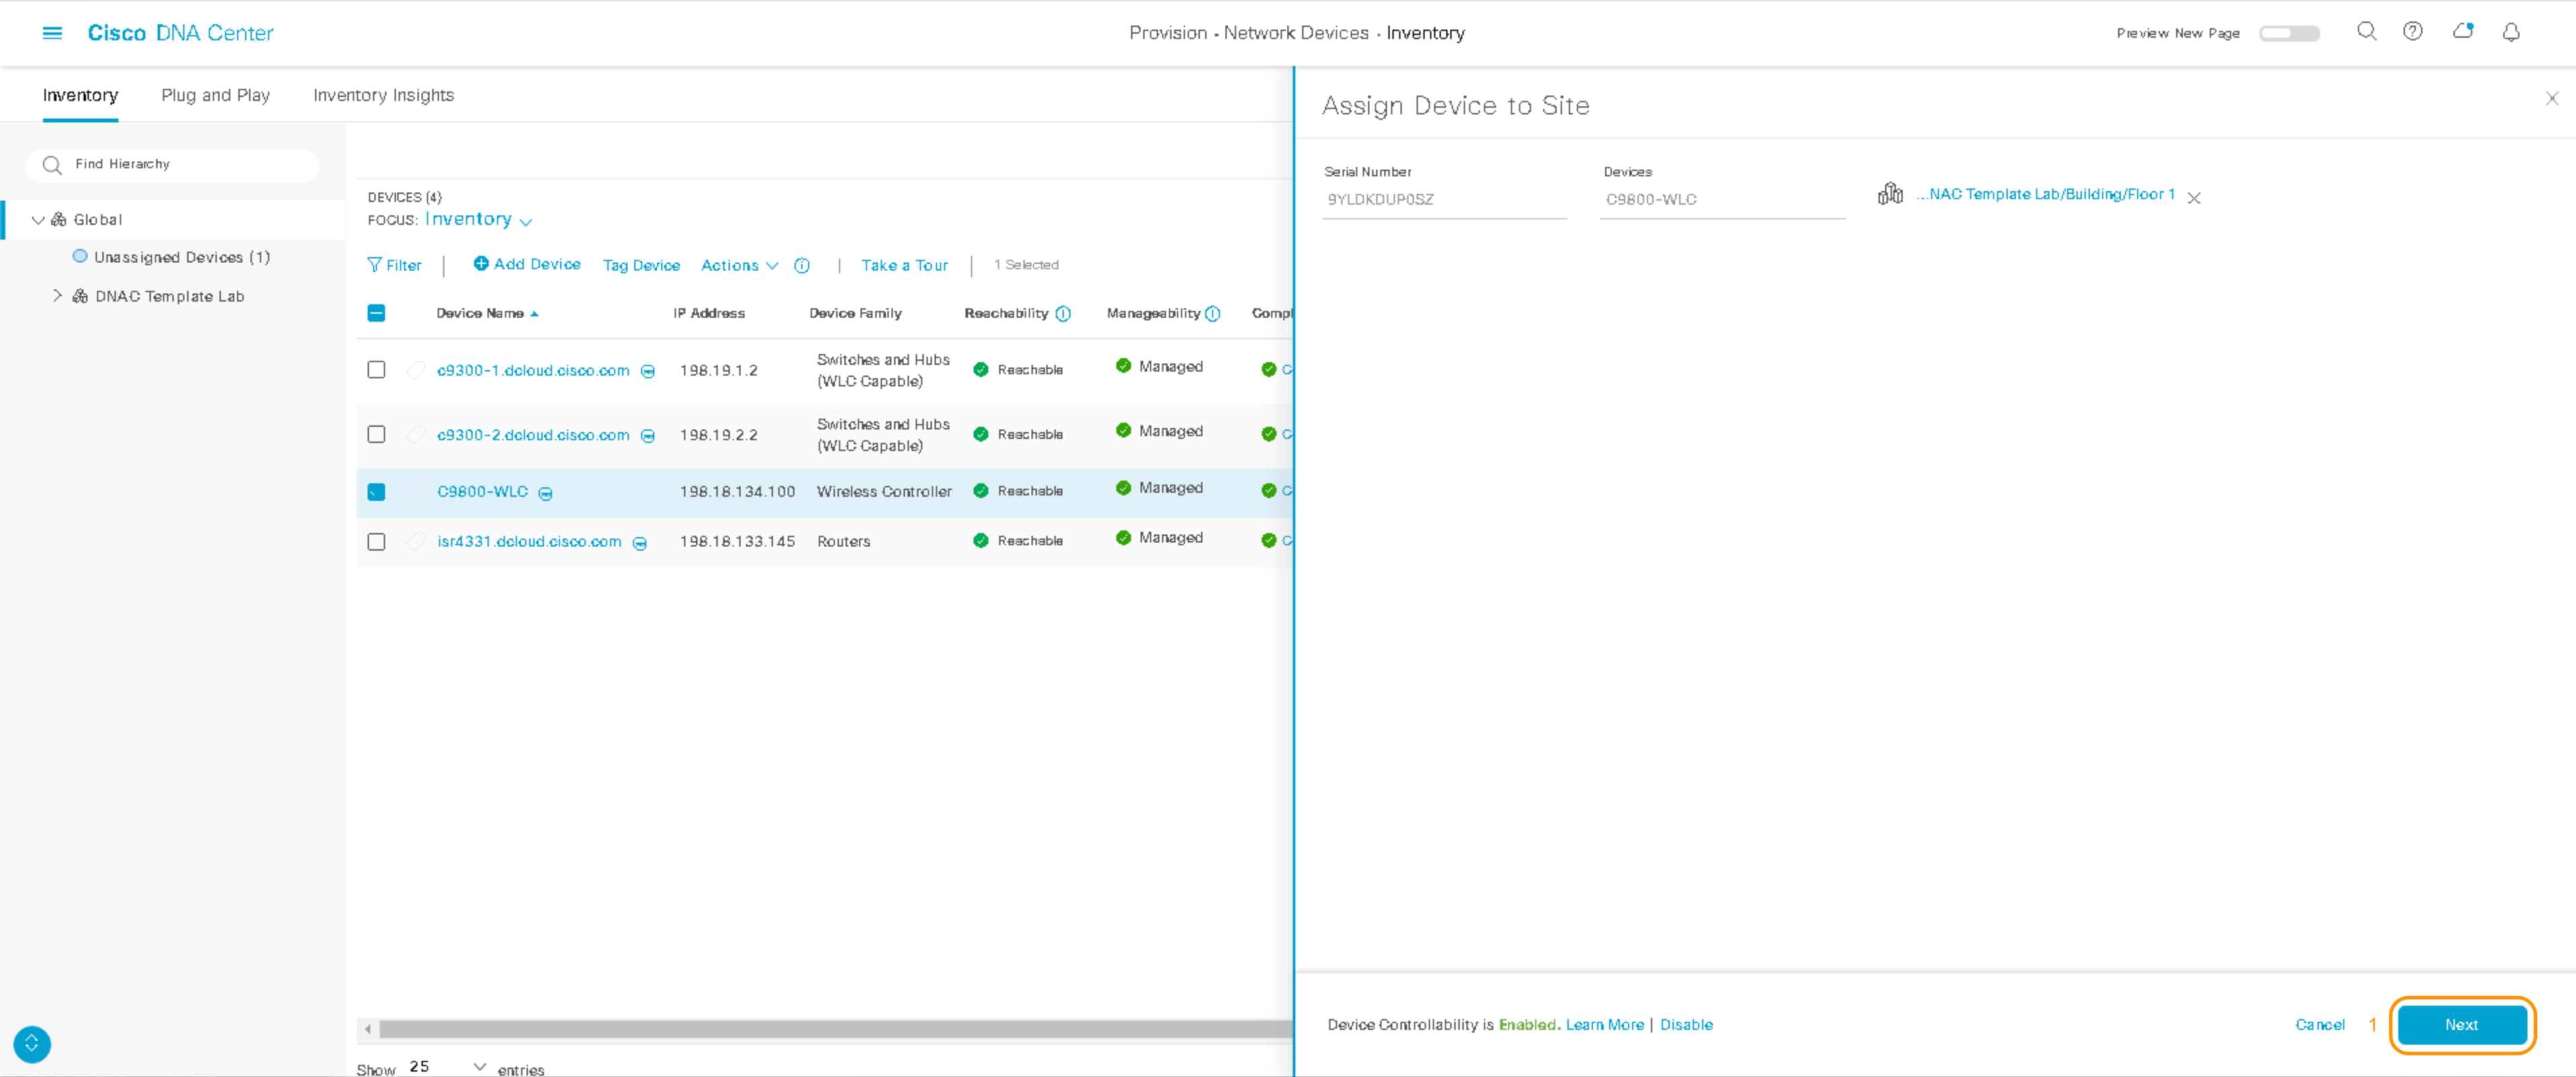 Cisco DNA Center
Provision • Network Devices • Inventory
Preview New Page
Inventory
Plug and Play
Inventory Insights
Find Hierarchy
Global
Unassigned Devices (1)
DNAC Template Lab
DEVICES (4)
FOCUS: Inventory
Filter | Add Device Tag Device Actions | Take a Tour | 1 Selected
Device Name IP Address Device Family Reachability Manageability Compl
c9300-1.dcloud.cisco.com 198.19.1.2 Switches and Hubs (WLC Capable) Reachable Managed C
c9300-2.dcloud.cisco.com 198.19.2.2 Switches and Hubs (WLC Capable) Reachable Managed C
C9800-WLC 198.18.134.100 Wireless Controller Reachable Managed C
isr4331.dcloud.cisco.com 198.18.133.145 Routers Reachable Managed C
Show 25 entries
Assign Device to Site
Serial Number
9YLDKDUP0SZ
Devices
C9800-WLC
...NAC Template Lab/Building/Floor 1
Device Controllability is Enabled. Learn More | Disable
Cancel
1
Next